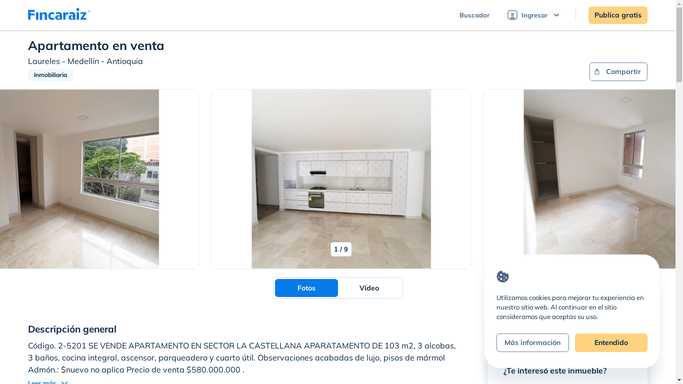 Fincaraiz
Buscador
Ingresar
Publica gratis
Apartamento en venta
Laureles - Medellín - Antioquia
Inmobiliaria
Compartir
1 / 9
Fotos
Video
Utilizamos cookies para mejorar tu experiencia en
nuestro sitio web. Al continuar en el sitio
consideramos que aceptas su uso.
Más información
Entendido
Descripción general
Código. 2-5201 SE VENDE APARTAMENTO EN SECTOR LA CASTELLANA APARATAMENTO DE 103 m2, 3 alcobas,
3 baños, cocina integral, ascensor, parqueadero y cuarto útil. Observaciones acabadas de lujo, pisos de mármol
Admón.: $nuevo no aplica Precio de venta $580.000.000 .
Leer más
¿Te interesó este inmueble?